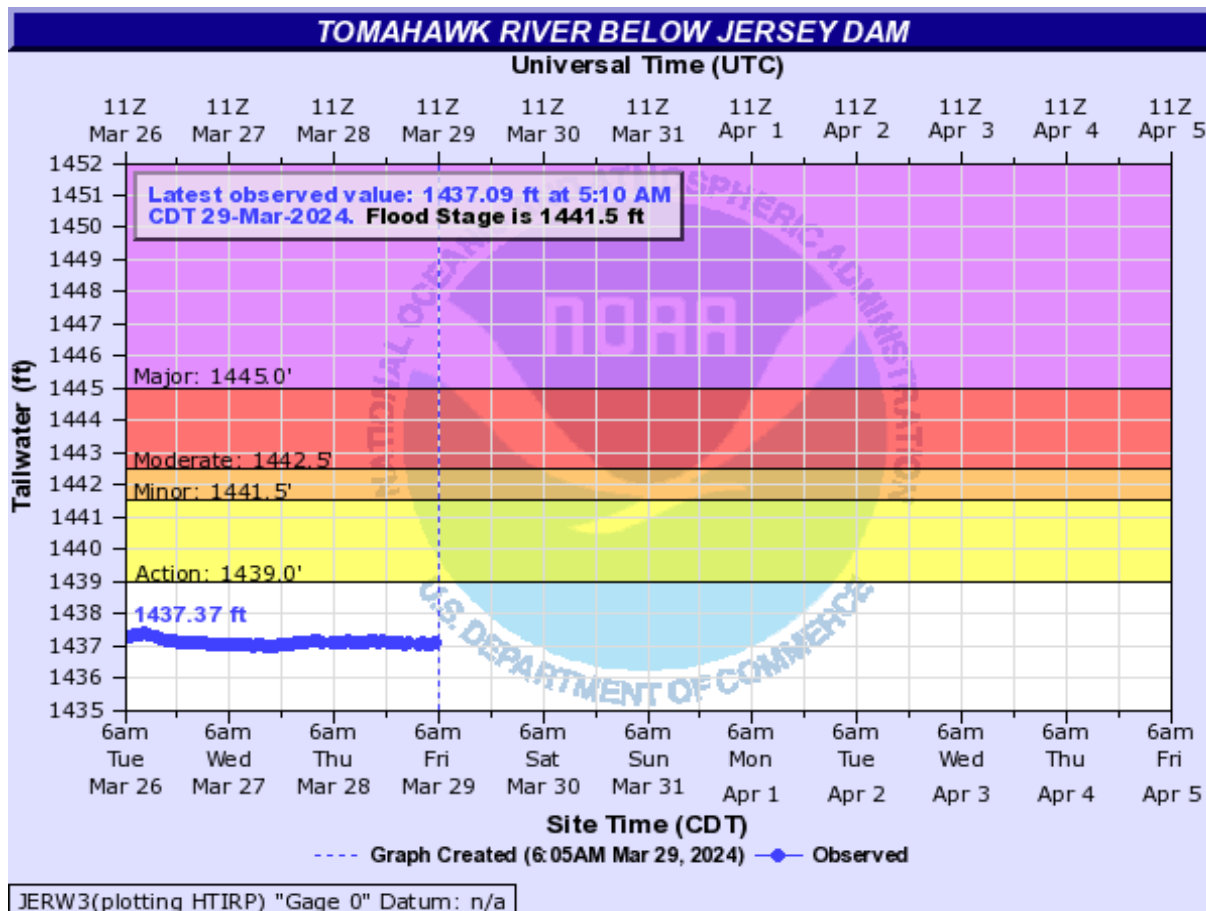 TOMAHAWK RIVER BELOW JERSEY DAM
Universal Time (UTC)
11Z 11Z 11Z 11Z 11Z 11Z 11Z 11Z 11Z 11Z 11Z
Mar 26 Mar 27 Mar 28 Mar 29 Mar 30 Mar 31 Apr 1 Apr 2 Apr 3 Apr 4 Apr 5
Latest observed value: 1437.09 ft at 5:10 AM
CDT 29-Mar-2024. Flood Stage is 1441.5 ft
Tailwater (ft)
1452
1451
1450
1449
1448
1447
1446
1445
1444
1443
1442
1441
1440
1439
1438
1437
1436
1435
Major: 1445.0'
Moderate: 1442.5'
Minor: 1441.5'
Action: 1439.0'
1437.37 ft
NATIONAL OCEANIC AND ATMOSPHERIC ADMINISTRATION
NOAA
U.S. DEPARTMENT OF COMMERCE
6am 6am 6am 6am 6am 6am 6am 6am 6am 6am 6am
Tue Wed Thu Fri Sat Sun Mon Tue Wed Thu Fri
Mar 26 Mar 27 Mar 28 Mar 29 Mar 30 Mar 31 Apr 1 Apr 2 Apr 3 Apr 4 Apr 5
Site Time (CDT)
Graph Created (6:05AM Mar 29, 2024) Observed
JERW3(plotting HTIRP) "Gage 0" Datum: n/a